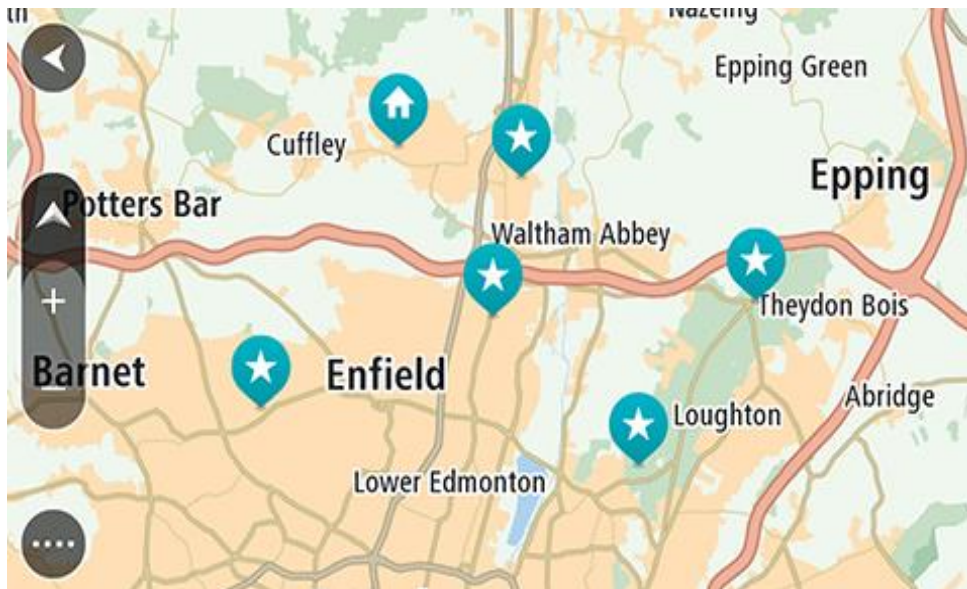 Nazeing
Epping Green
Cuffley
Epping
Potters Bar
Waltham Abbey
Theydon Bois
Barnet
Enfield
Abridge
Loughton
Lower Edmonton